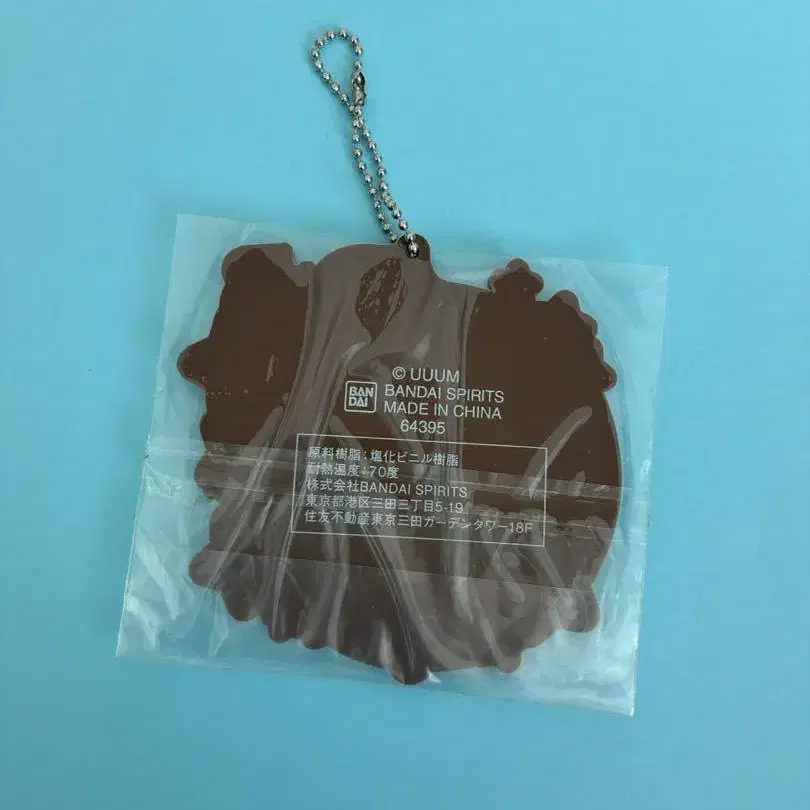 © UUUM
BAN
DAI
BANDAI SPIRITS
MADE IN CHINA
64395
原料樹脂:塩化ビニル樹脂
耐熱温度:70度
株式会社BANDAI SPIRITS
東京都港区三田三丁目5-19
住友不動産東京三田ガーデンタワー18F